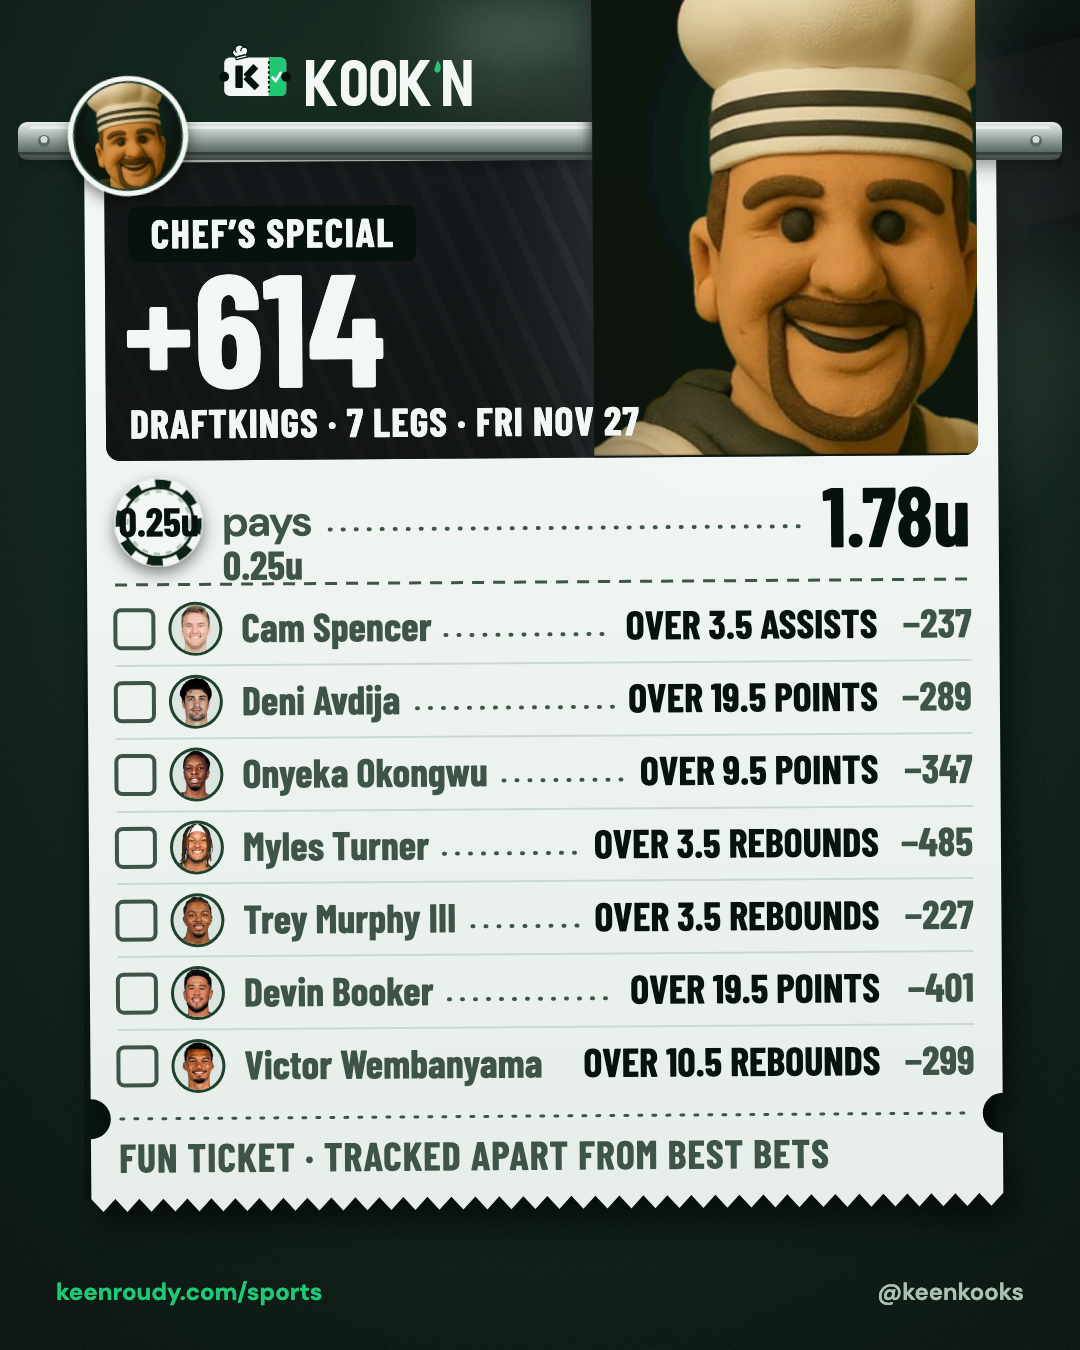 K KOOK'N
CHEF'S SPECIAL
+614
DRAFTKINGS · 7 LEGS · FRI NOV 27
0.25u pays 1.78u
0.25u
Cam Spencer OVER 3.5 ASSISTS −237
Deni Avdija OVER 19.5 POINTS −289
Onyeka Okongwu OVER 9.5 POINTS −347
Myles Turner OVER 3.5 REBOUNDS −485
Trey Murphy III OVER 3.5 REBOUNDS −227
Devin Booker OVER 19.5 POINTS −401
Victor Wembanyama OVER 10.5 REBOUNDS −299
FUN TICKET · TRACKED APART FROM BEST BETS
keenroudy.com/sports @keenkooks